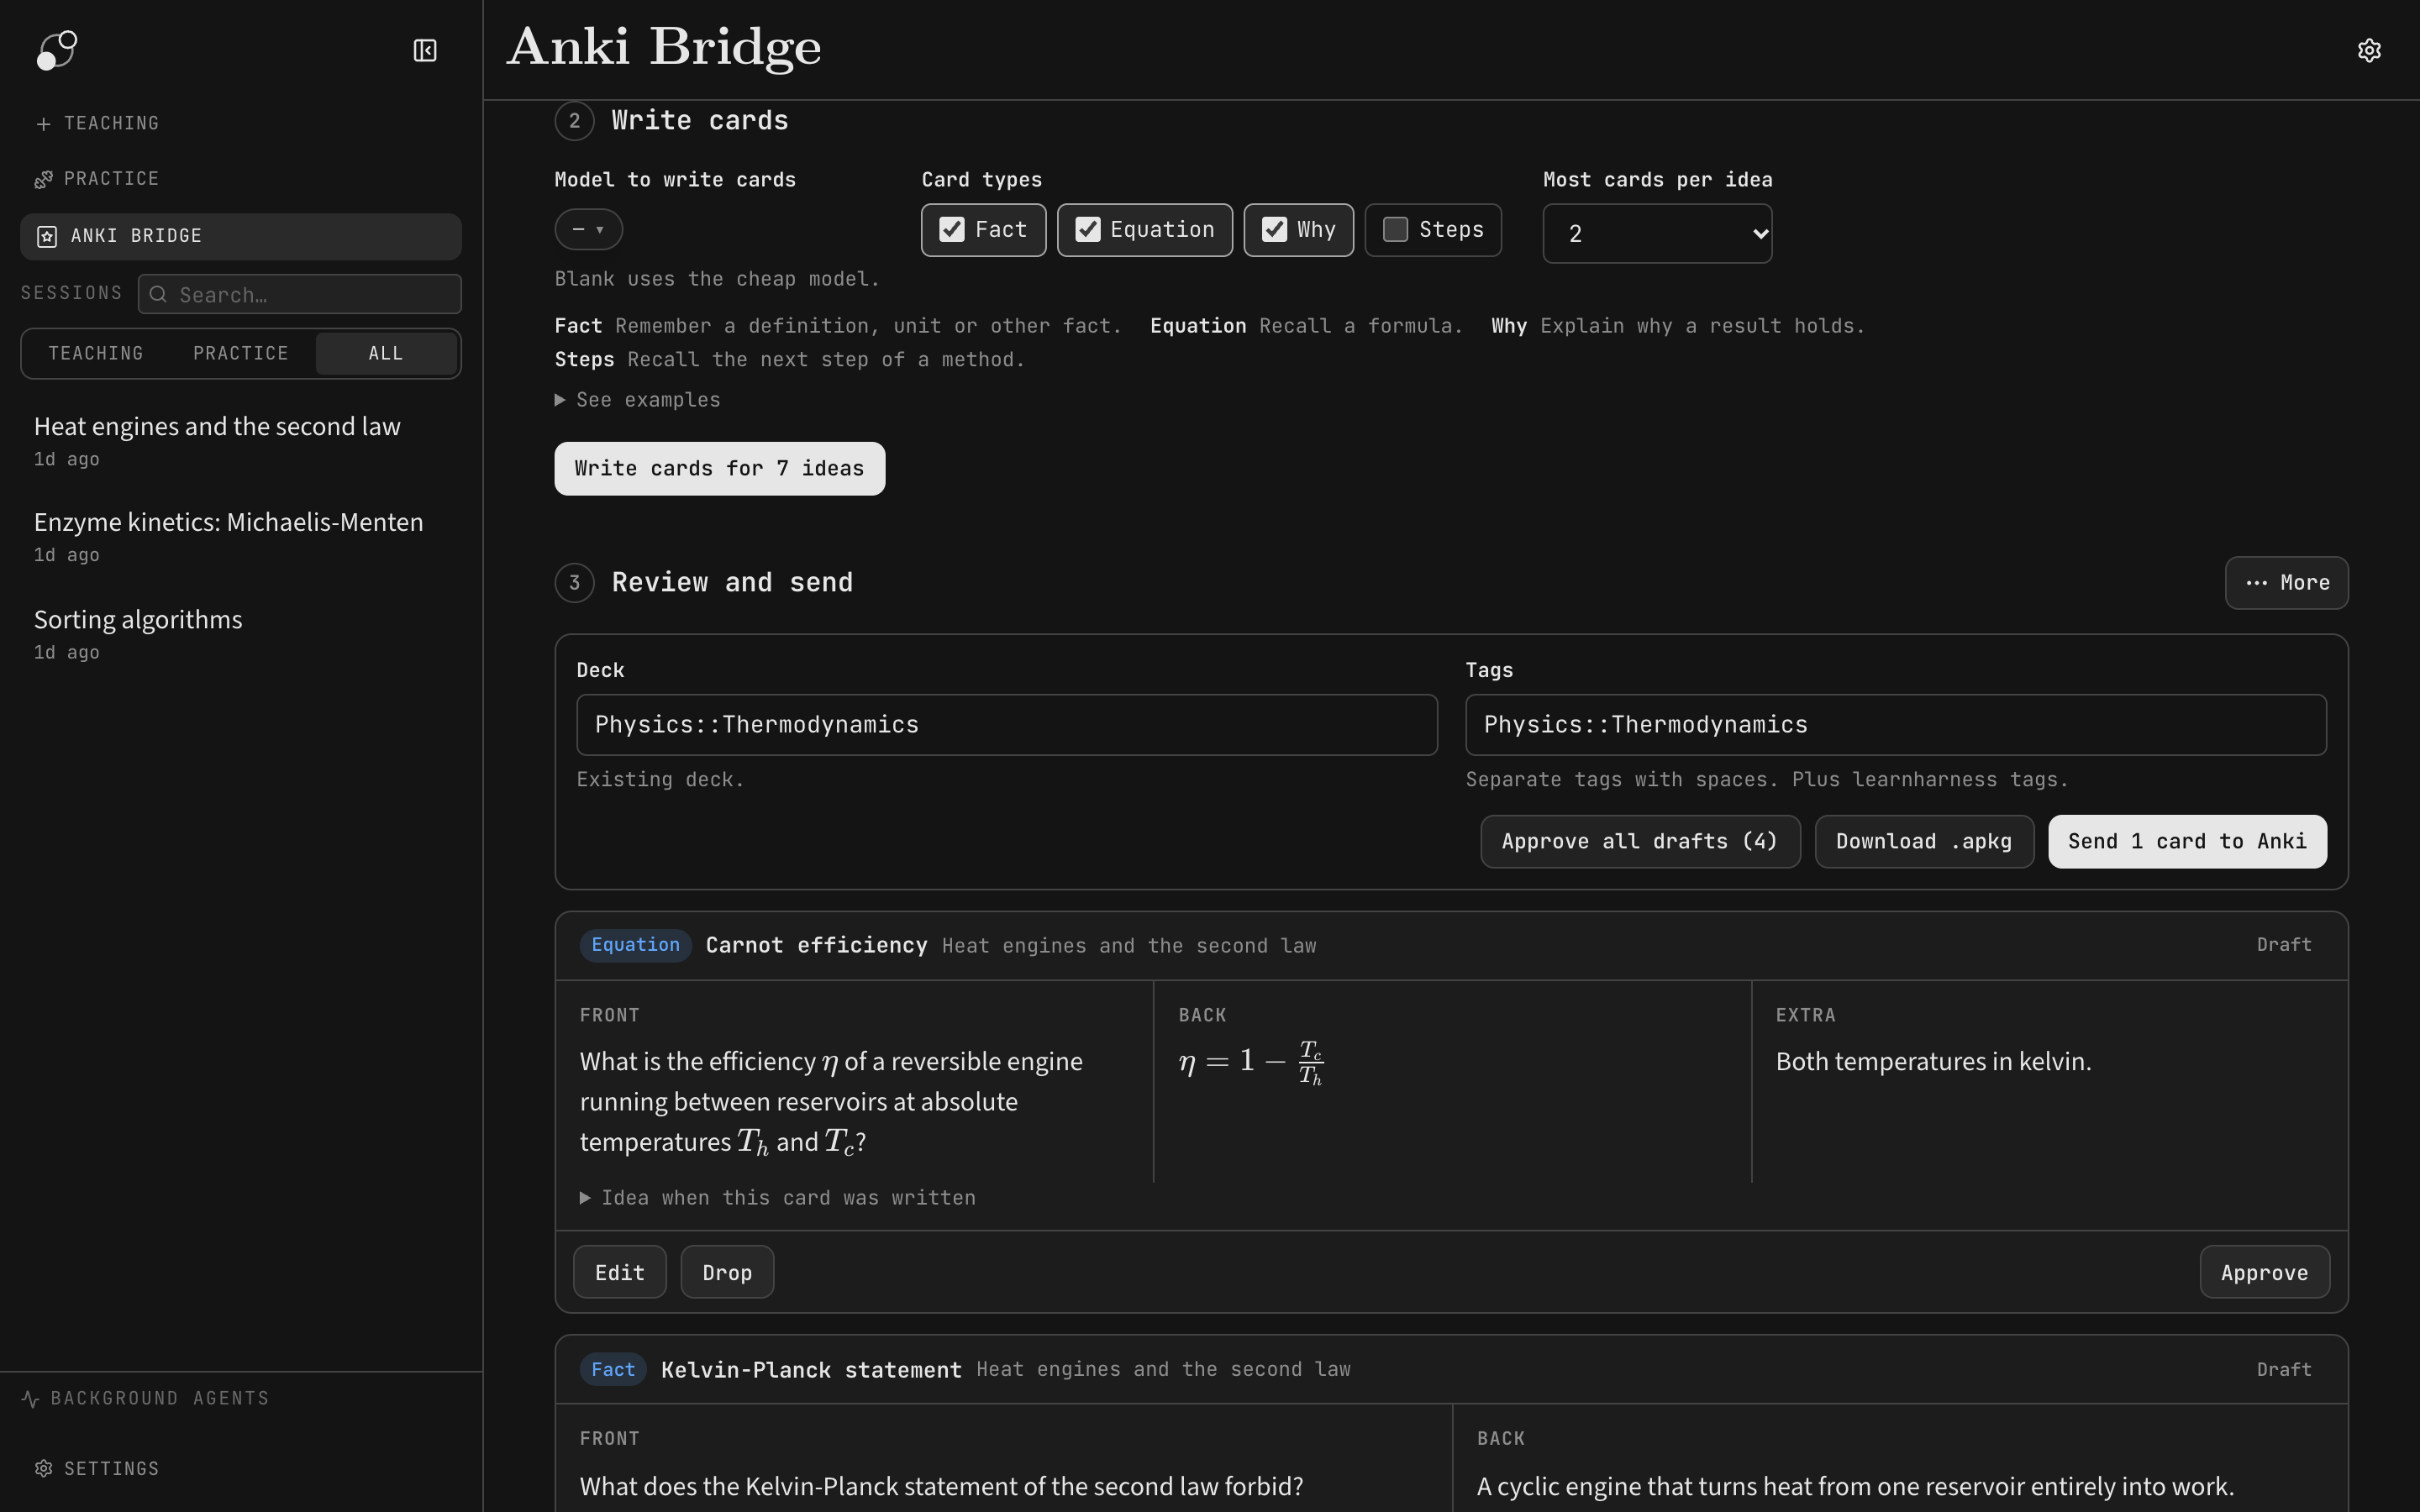 Anki Bridge
TEACHING
PRACTICE
ANKI BRIDGE
SESSIONS
Search…
TEACHING PRACTICE ALL
Heat engines and the second law
1d ago
Enzyme kinetics: Michaelis-Menten
1d ago
Sorting algorithms
1d ago
BACKGROUND AGENTS
SETTINGS
2 Write cards
Model to write cards
–
Blank uses the cheap model.
Card types
Fact Equation Why Steps
Most cards per idea
2
Fact Remember a definition, unit or other fact. Equation Recall a formula. Why Explain why a result holds.
Steps Recall the next step of a method.
See examples
Write cards for 7 ideas
3 Review and send
··· More
Deck
Physics::Thermodynamics
Existing deck.
Tags
Physics::Thermodynamics
Separate tags with spaces. Plus learnharness tags.
Approve all drafts (4) Download .apkg Send 1 card to Anki
Equation Carnot efficiency Heat engines and the second law Draft
FRONT
What is the efficiency η of a reversible engine
running between reservoirs at absolute
temperatures T_h and T_c?
BACK
η = 1 − T_c/T_h
EXTRA
Both temperatures in kelvin.
Idea when this card was written
Edit Drop Approve
Fact Kelvin-Planck statement Heat engines and the second law Draft
FRONT
What does the Kelvin-Planck statement of the second law forbid?
BACK
A cyclic engine that turns heat from one reservoir entirely into work.